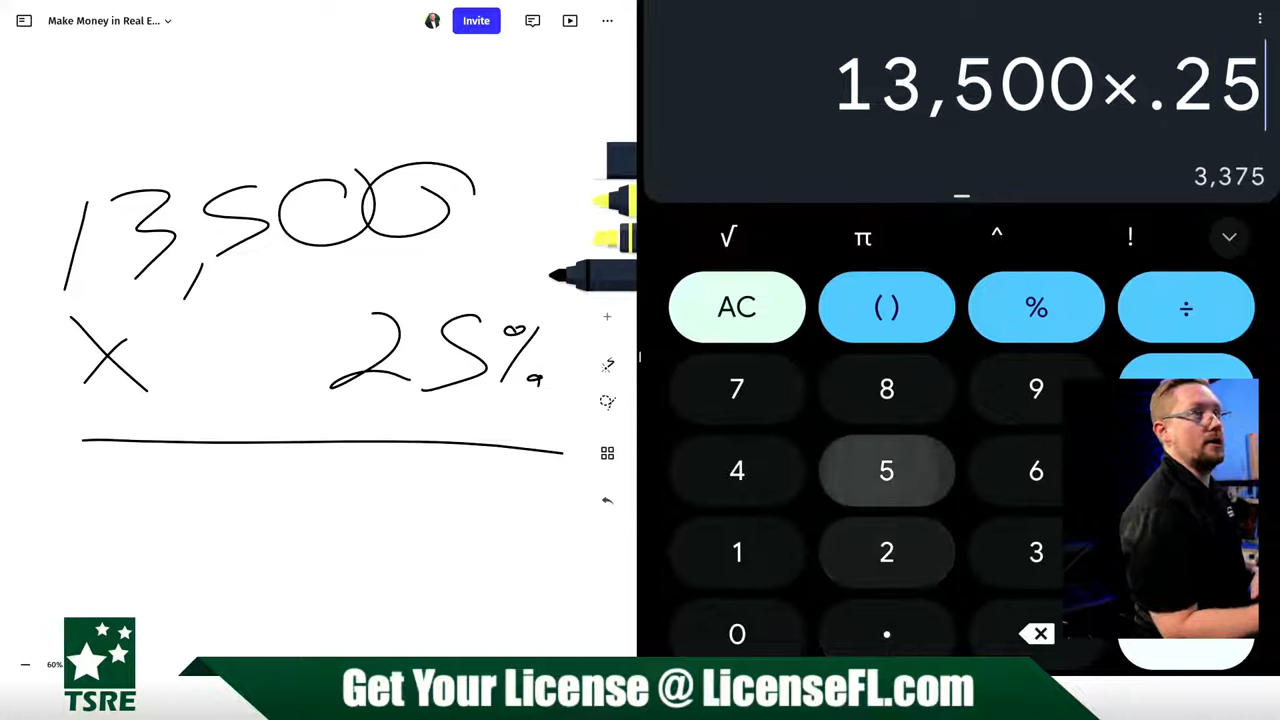 Make Money in Real E...
Invite
13,500
x 25%
60%
13,500×.25
3,375
√ π ^ !
AC ( ) % ÷
7 8 9
4 5 6
1 2 3
0 .
TSRE
Get Your License @ LicenseFL.com